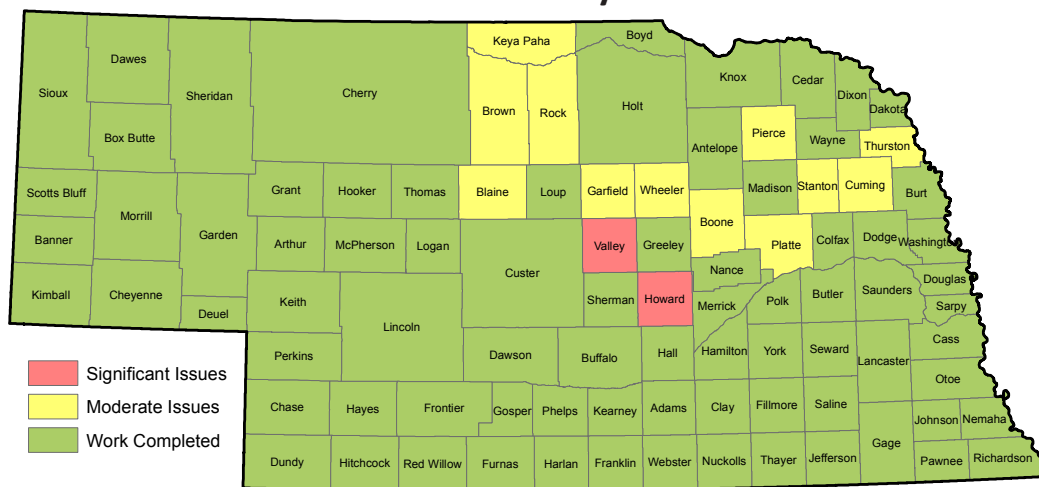 Keya Paha
Boyd
Dawes
Sioux
Sheridan
Cherry
Brown
Rock
Holt
Knox
Cedar
Dixon
Dakota
Box Butte
Pierce
Wayne
Thurston
Antelope
Scotts Bluff
Grant
Hooker
Thomas
Blaine
Loup
Garfield
Wheeler
Madison
Stanton
Cuming
Burt
Morrill
Boone
Banner
Garden
Arthur
McPherson
Logan
Custer
Valley
Greeley
Platte
Colfax
Dodge
Washington
Nance
Kimball
Cheyenne
Deuel
Keith
Lincoln
Sherman
Howard
Merrick
Polk
Butler
Saunders
Douglas
Sarpy
Perkins
Dawson
Buffalo
Hall
Hamilton
York
Seward
Lancaster
Cass
Otoe
Significant Issues
Moderate Issues
Work Completed
Chase
Hayes
Frontier
Gosper
Phelps
Kearney
Adams
Clay
Fillmore
Saline
Gage
Johnson
Nemaha
Dundy
Hitchcock
Red Willow
Furnas
Harlan
Franklin
Webster
Nuckolls
Thayer
Jefferson
Pawnee
Richardson